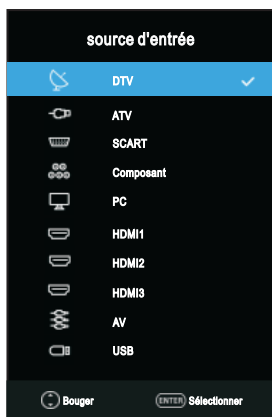 source d'entrée
DTV
ATV
SCART
Composant
PC
HDMI1
HDMI2
HDMI3
AV
USB
Bouger ENTER Sélectionner